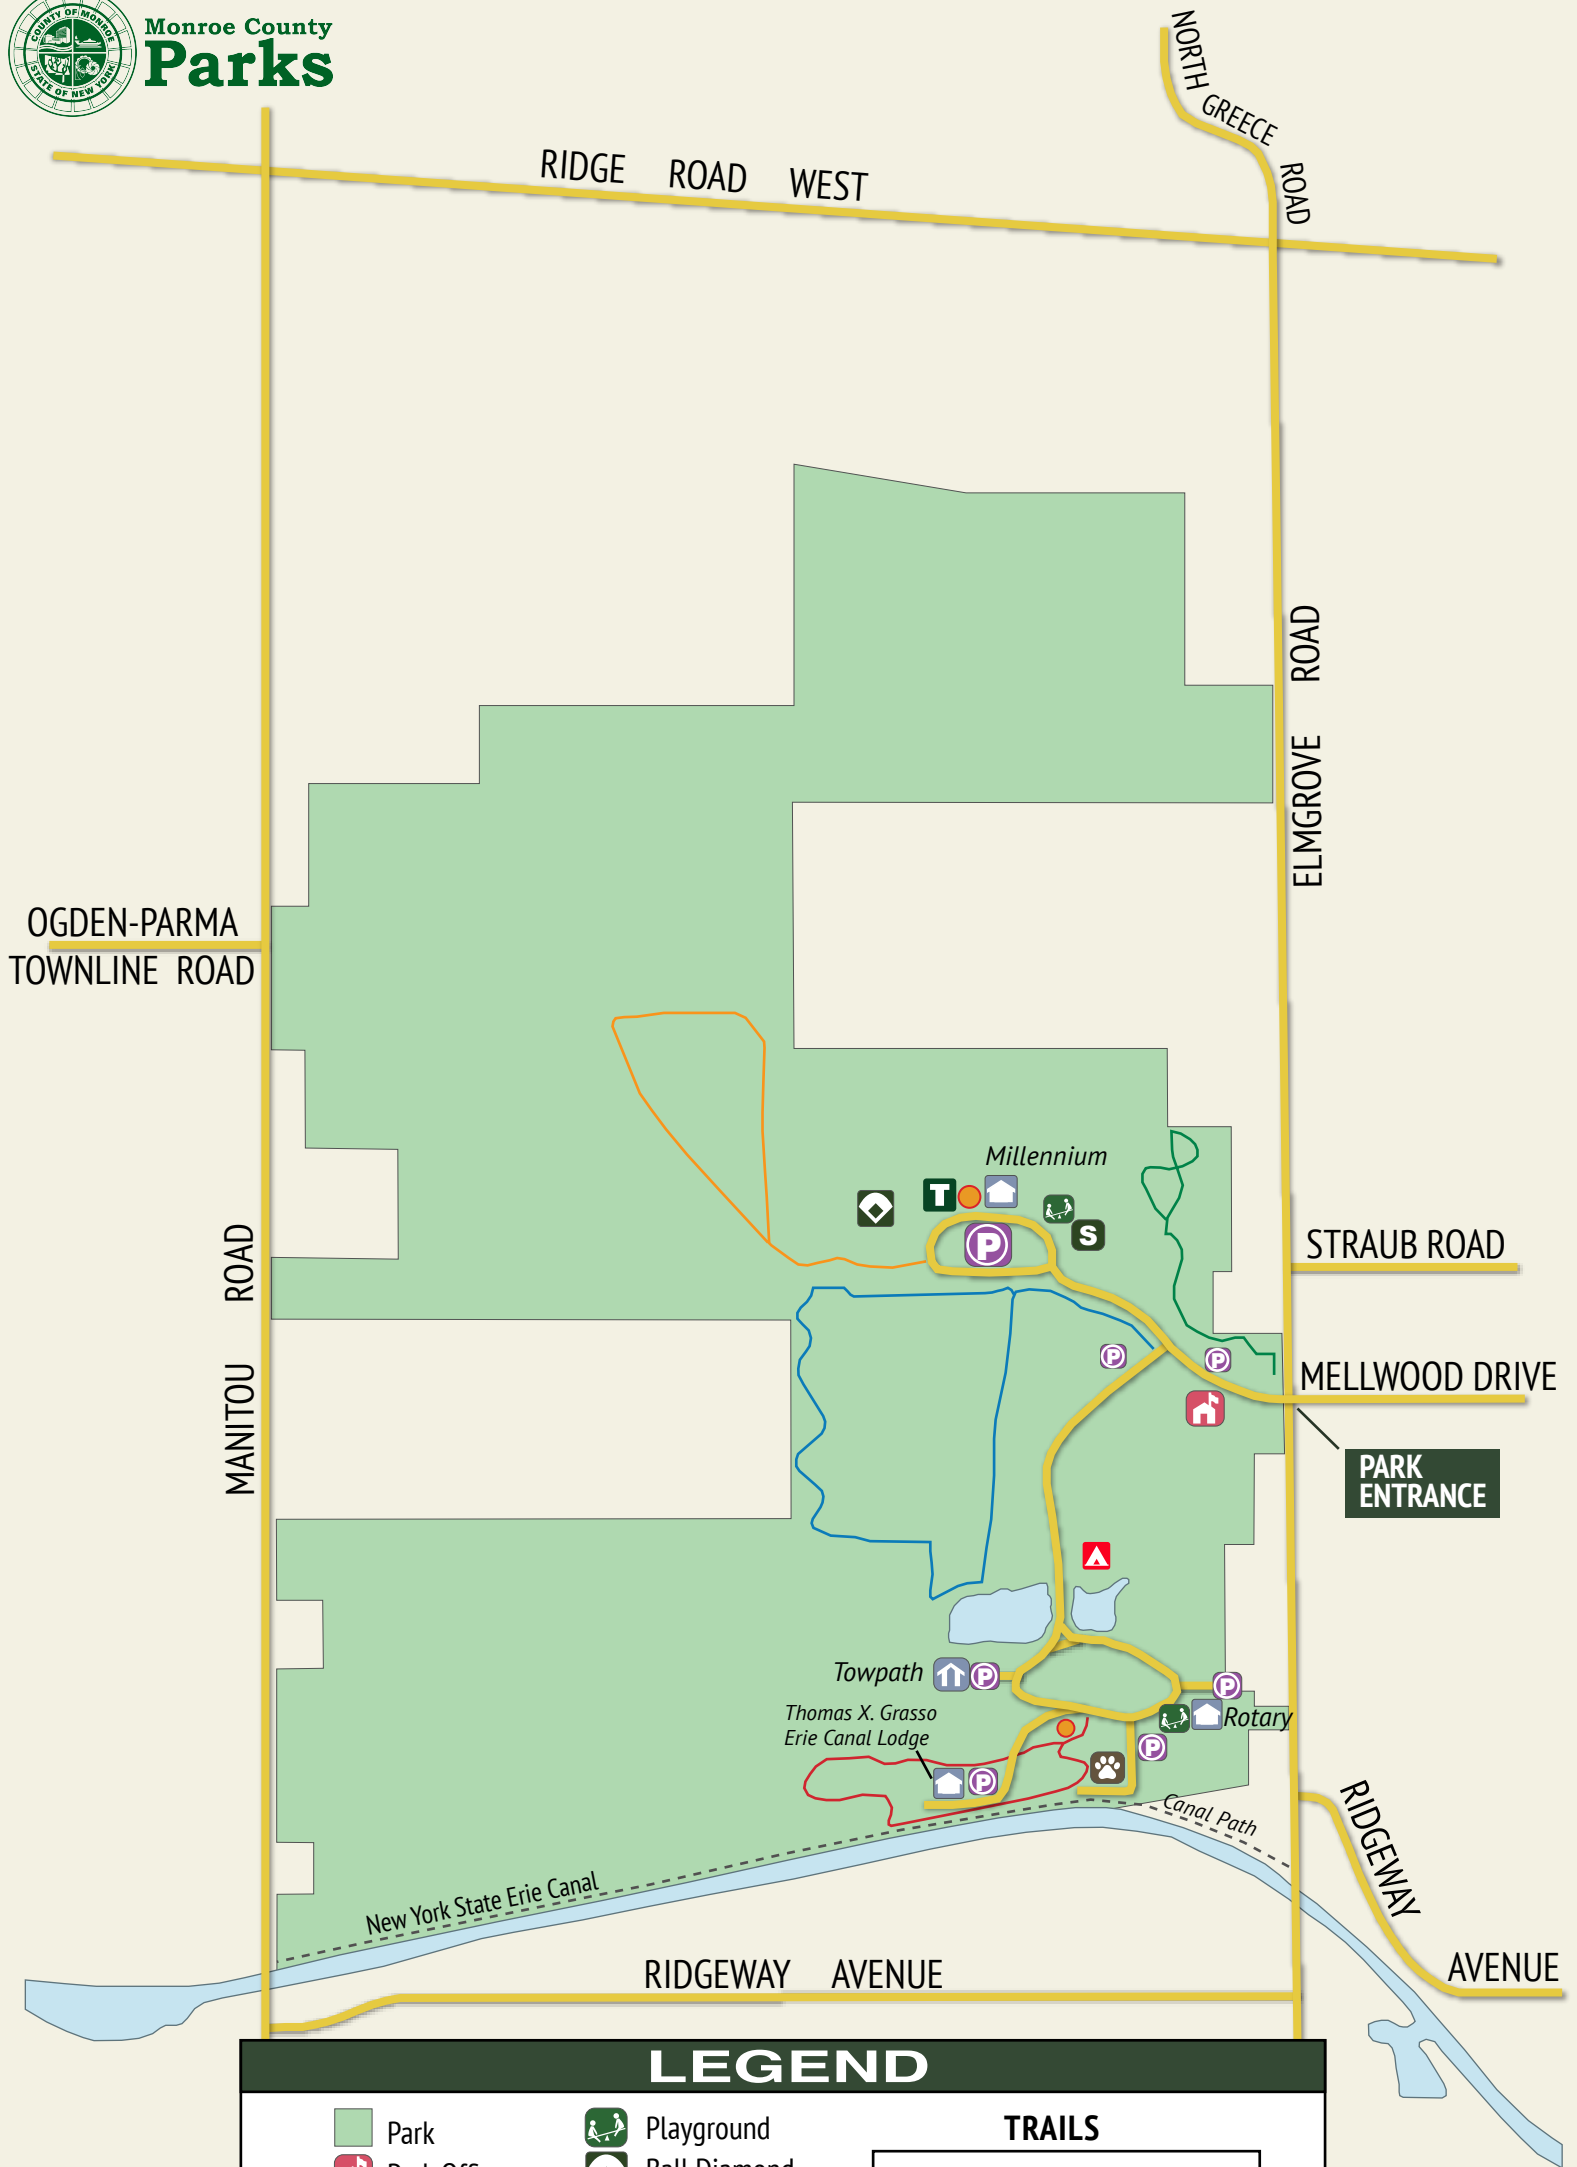 COUNTY OF MONROE
STATE OF NEW YORK
Monroe County
Parks
NORTH GREECE ROAD
RIDGE ROAD WEST
ELMGROVE ROAD
OGDEN-PARMA
TOWNLINE ROAD
MANITOU ROAD
Millennium
T
S
P
STRAUB ROAD
P
P
MELLWOOD DRIVE
PARK
ENTRANCE
Towpath
P
P
Thomas X. Grasso
Erie Canal Lodge
Rotary
P
P
Canal Path
RIDGEWAY AVENUE
New York State Erie Canal
RIDGEWAY AVENUE
LEGEND
Park
Playground
TRAILS
Ball Diamond